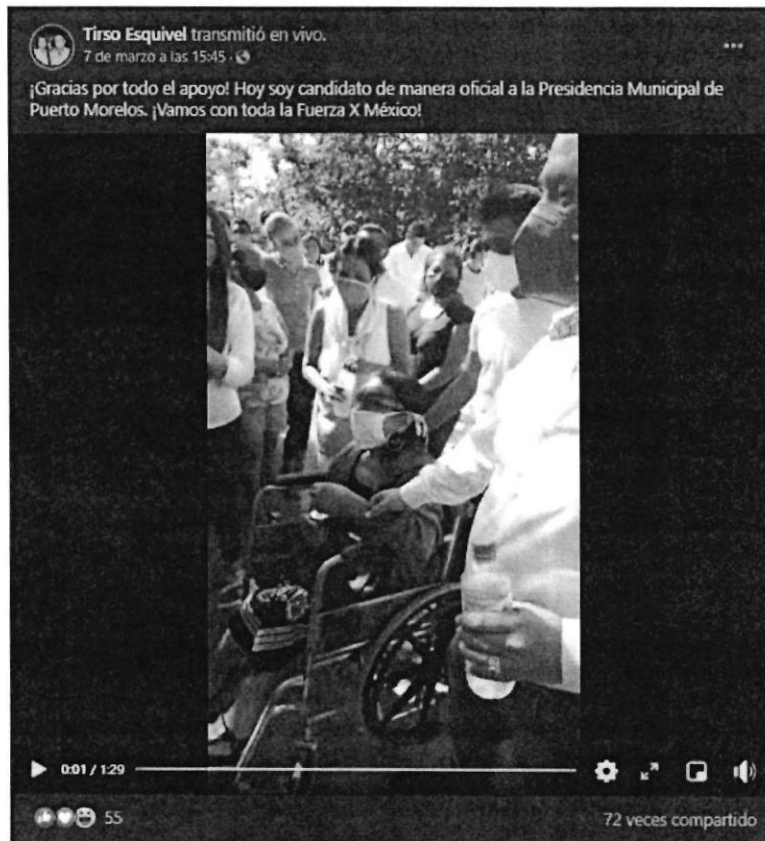 Tirso Esquivel transmitió en vivo.
7 de marzo a las 15:45 ·
¡Gracias por todo el apoyo! Hoy soy candidato de manera oficial a la Presidencia Municipal de
Puerto Morelos. ¡Vamos con toda la Fuerza X México!
0:01 / 1:29
55
72 veces compartido